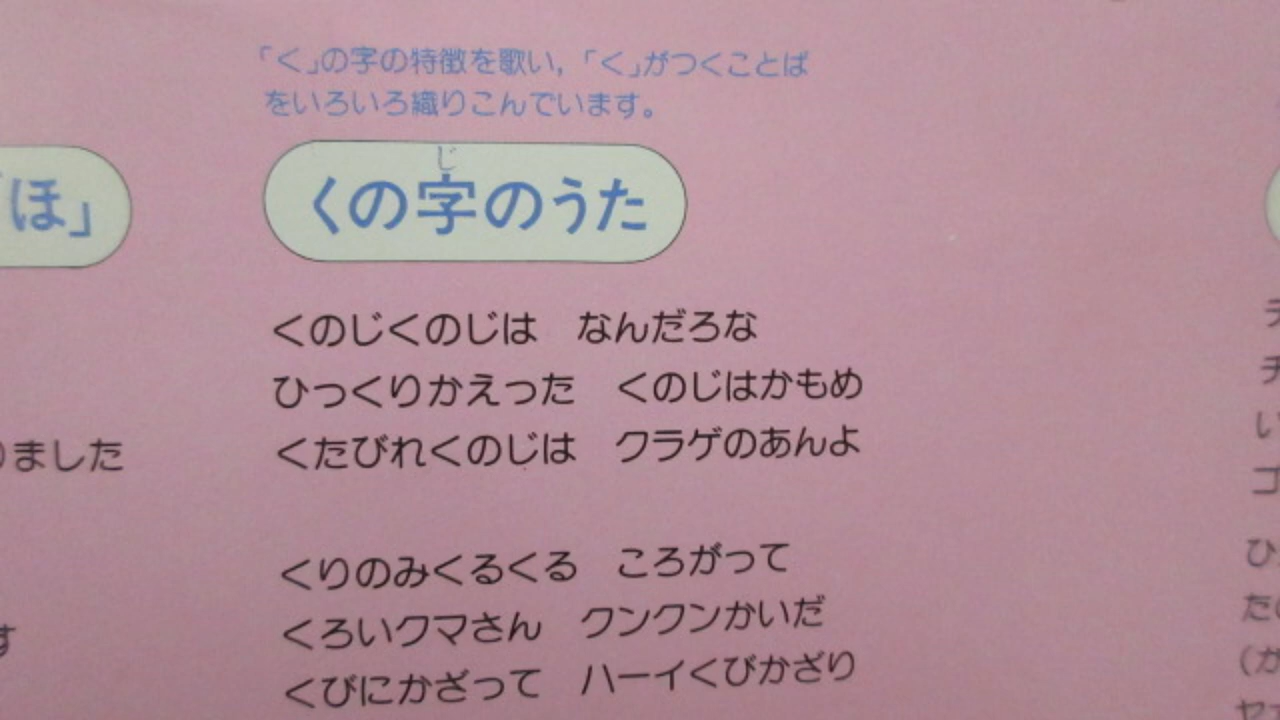 「く」の字の特徴を歌い,「く」がつくことば
をいろいろ織りこんでいます。
ほ」
じ
くの字のうた
くのじくのじは なんだろな
ひっくりかえった くのじはかもめ
くたびれくのじは クラゲのあんよ
ました
くりのみくるくる ころがって
くろいクマさん クンクンかいだ
くびにかざって ハーイくびかざり
す
い
ゴ
ひ
た